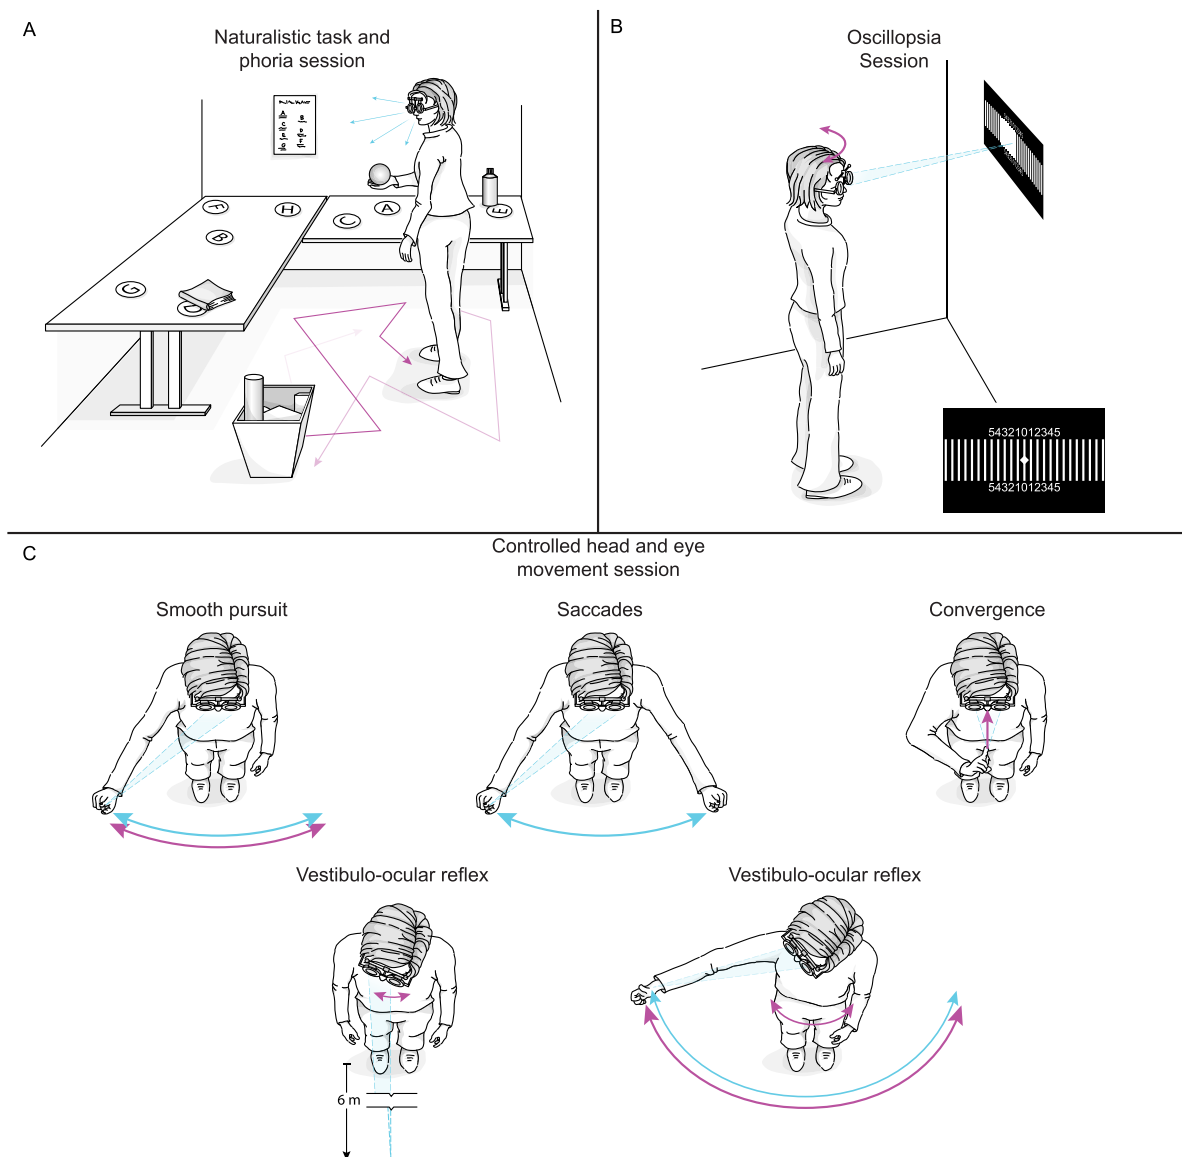 A
Naturalistic task and
phoria session
A
B
C
D
E
F
G
F
H
C
A
E
B
G
D
B
Oscillopsia
Session
54321012345
54321012345
C
Controlled head and eye
movement session
Smooth pursuit
Saccades
Convergence
Vestibulo-ocular reflex
Vestibulo-ocular reflex
6 m